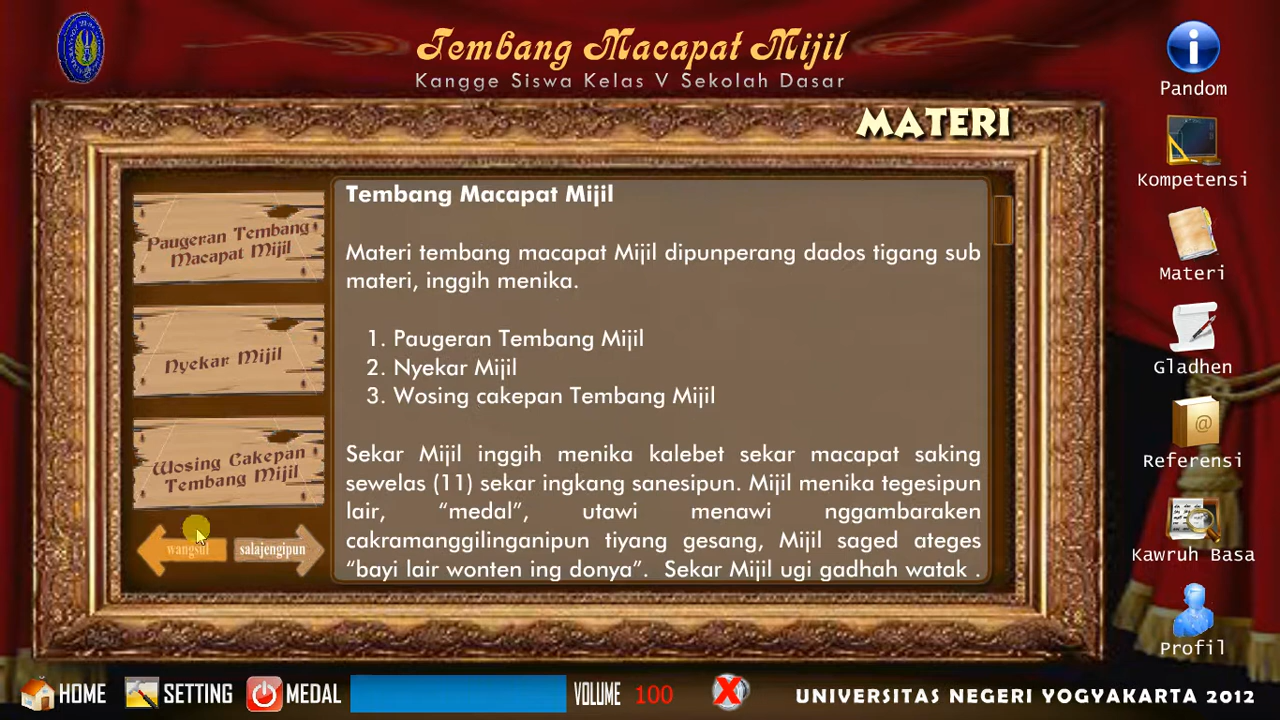 Tembang Macapat Mijil
Kangge Siswa Kelas V Sekolah Dasar
MATERI
Paugeran Tembang
Macapat Mijil
Nyekar Mijil
Wosing Cakepan
Tembang Mijil
wangsul
salajengipun
Tembang Macapat Mijil
Materi tembang macapat Mijil dipunperang dados tigang sub
materi, inggih menika.
1. Paugeran Tembang Mijil
2. Nyekar Mijil
3. Wosing cakepan Tembang Mijil
Sekar Mijil inggih menika kalebet sekar macapat saking
sewelas (11) sekar ingkang sanesipun. Mijil menika tegesipun
lair, “medal”, utawi menawi nggambaraken
cakramanggilinganipun tiyang gesang, Mijil saged ateges
“bayi lair wonten ing donya”. Sekar Mijil ugi gadhah watak .
Pandom
Kompetensi
Materi
Gladhen
Referensi
Kawruh Basa
Profil
HOME
SETTING
MEDAL
VOLUME 100
UNIVERSITAS NEGERI YOGYAKARTA 2012